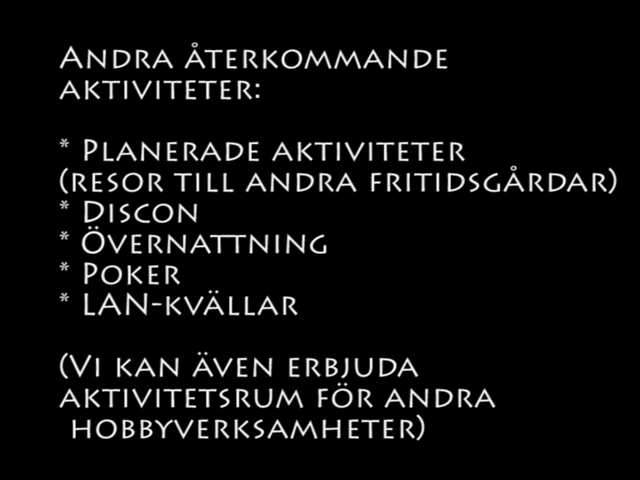 Andra återkommande
aktiviteter:
* Planerade aktiviteter
(resor till andra fritidsgårdar)
* Discon
* Övernattning
* Poker
* LAN-kvällar
(Vi kan även erbjuda
aktivitetsrum för andra
hobbyverksamheter)